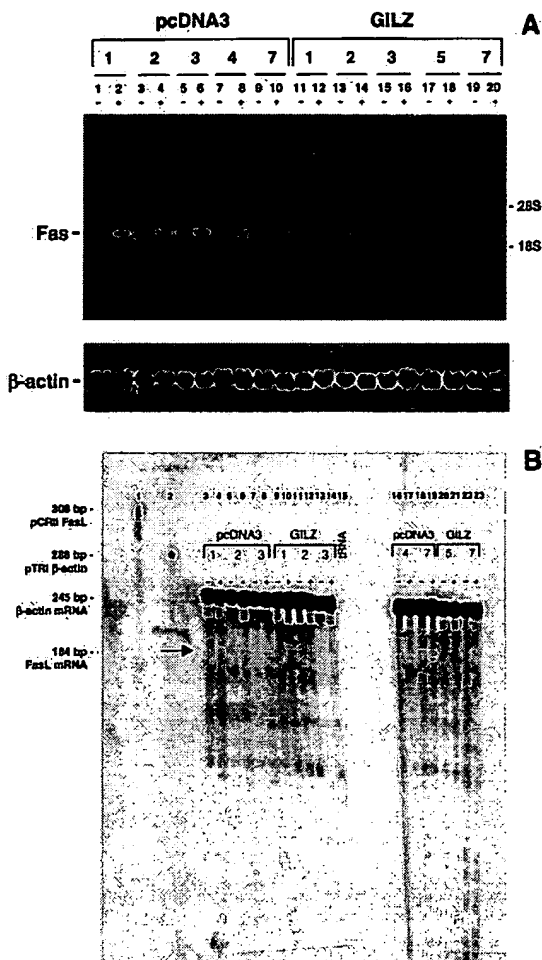 pcDNA3 GILZ A
1 2 3 4 7 1 2 3 5 7
1 2 3 4 5 6 7 8 9 10 11 12 13 14 15 16 17 18 19 20
- + - + - + - + - + - + - + - + - + - +
- 28S
Fas -
- 18S
β-actin -
B
1 2 3 4 5 6 7 8 9 10 11 12 13 14 15 16 17 18 19 20 21 22 23
308 bp -
pCRII FasL
pcDNA3 GILZ tRNA pcDNA3 GILZ
1 2 3 1 2 3 4 7 5 7
288 bp -
pTRI β-actin
- + - + - + - + - + - + - + - + - + - +
245 bp -
β-actin mRNA
184 bp -
FasL mRNA